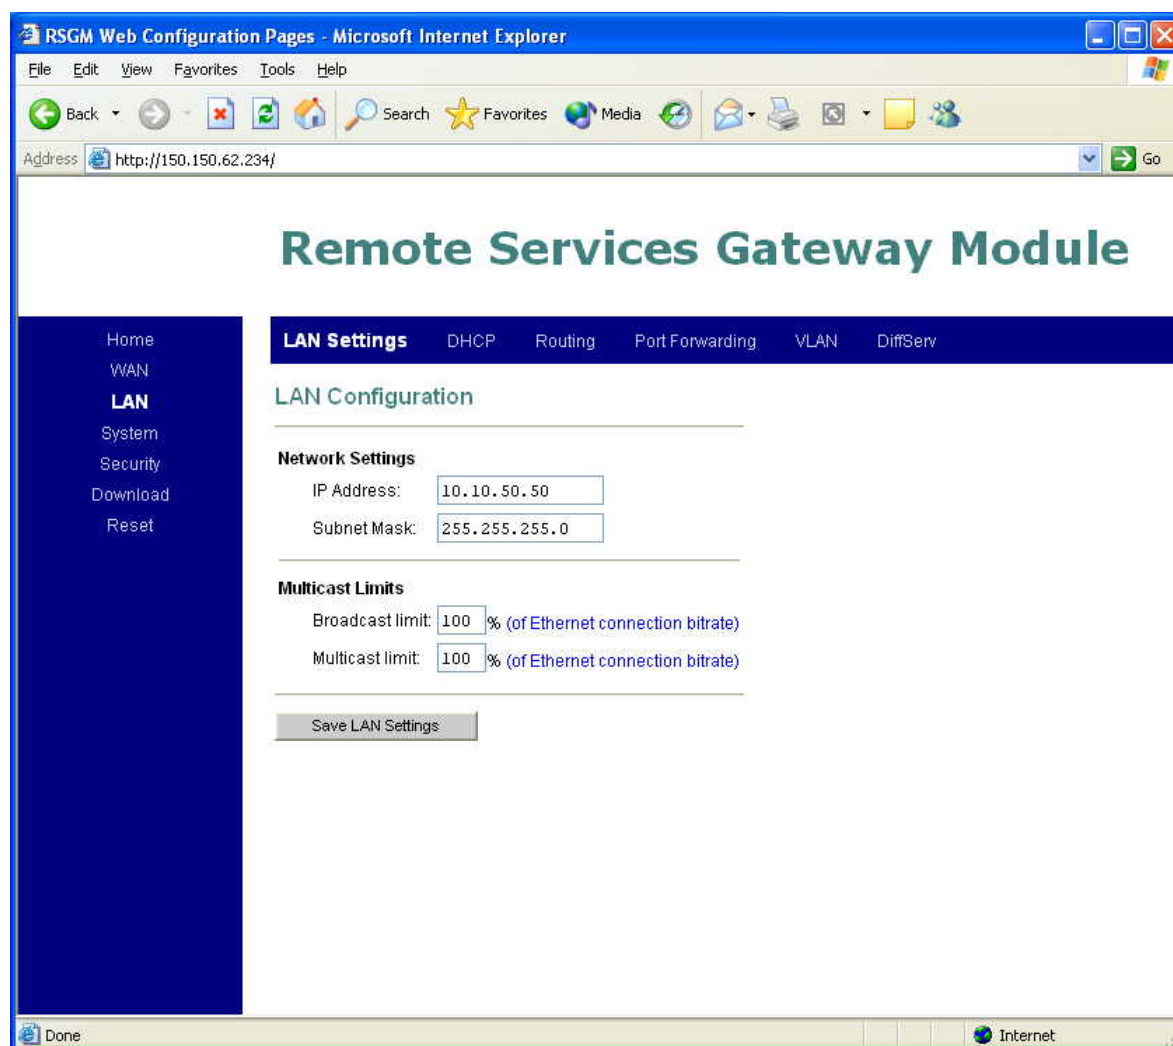 RSGM Web Configuration Pages - Microsoft Internet Explorer
File Edit View Favorites Tools Help
Back Search Favorites Media
Address http://150.150.62.234/ Go
Remote Services Gateway Module
Home
WAN
LAN
System
Security
Download
Reset
LAN Settings DHCP Routing Port Forwarding VLAN DiffServ
LAN Configuration
Network Settings
IP Address: 10.10.50.50
Subnet Mask: 255.255.255.0
Multicast Limits
Broadcast limit: 100 % (of Ethernet connection bitrate)
Multicast limit: 100 % (of Ethernet connection bitrate)
Save LAN Settings
Done Internet